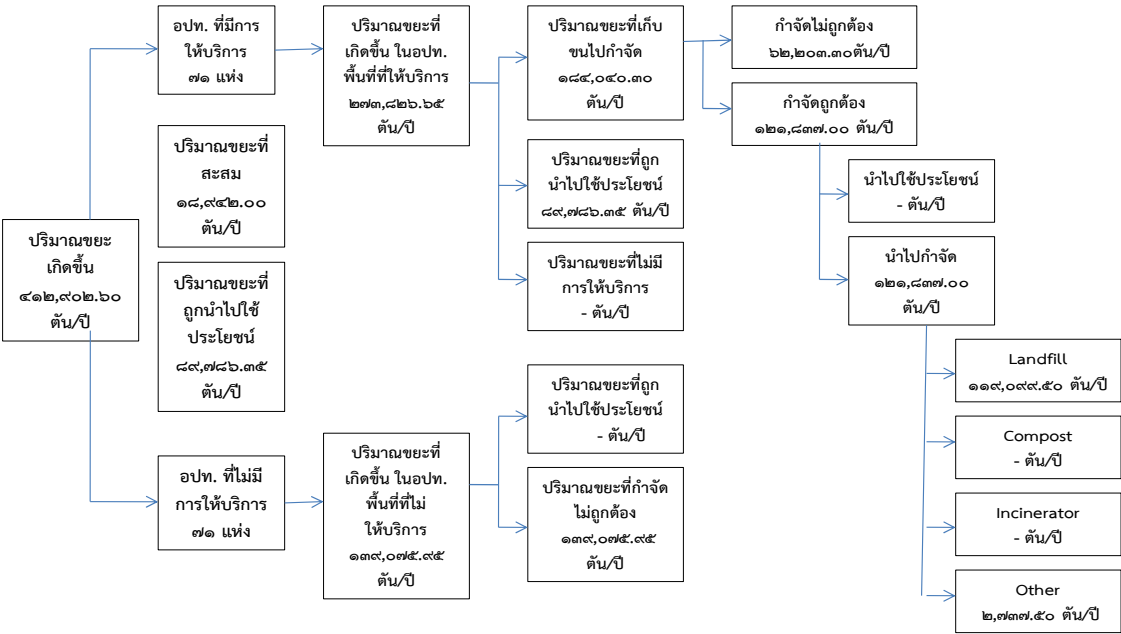 ปริมาณขยะ
เกิดขึ้น
๔๑๒,๙๐๒.๖๐
ตัน/ปี
อปท. ที่มีการ
ให้บริการ
๗๑ แห่ง
ปริมาณขยะที่
สะสม
๑๘,๙๔๒.๐๐
ตัน/ปี
ปริมาณขยะที่
ถูกนำไปใช้
ประโยชน์
๘๙,๗๘๖.๓๕
ตัน/ปี
อปท. ที่ไม่มี
การให้บริการ
๗๑ แห่ง
ปริมาณขยะที่
เกิดขึ้น ในอปท.
พื้นที่ที่ให้บริการ
๒๗๓,๘๒๖.๖๕
ตัน/ปี
ปริมาณขยะที่
เกิดขึ้น ในอปท.
พื้นที่ที่ไม่
ให้บริการ
๑๓๙,๐๗๕.๙๕
ตัน/ปี
ปริมาณขยะที่เก็บ
ขนไปกำจัด
๑๘๔,๐๔๐.๓๐
ตัน/ปี
ปริมาณขยะที่ถูก
นำไปใช้ประโยชน์
๘๙,๗๘๖.๓๕ ตัน/ปี
ปริมาณขยะที่ไม่มี
การให้บริการ
- ตัน/ปี
ปริมาณขยะที่ถูก
นำไปใช้ประโยชน์
- ตัน/ปี
ปริมาณขยะที่กำจัด
ไม่ถูกต้อง
๑๓๙,๐๗๕.๙๕
ตัน/ปี
กำจัดไม่ถูกต้อง
๖๒,๒๐๓.๓๐ตัน/ปี
กำจัดถูกต้อง
๑๒๑,๘๓๗.๐๐ ตัน/ปี
นำไปใช้ประโยชน์
- ตัน/ปี
นำไปกำจัด
๑๒๑,๘๓๗.๐๐
ตัน/ปี
Landfill
๑๑๙,๐๙๙.๕๐ ตัน/ปี
Compost
- ตัน/ปี
Incinerator
- ตัน/ปี
Other
๒,๗๓๗.๕๐ ตัน/ปี